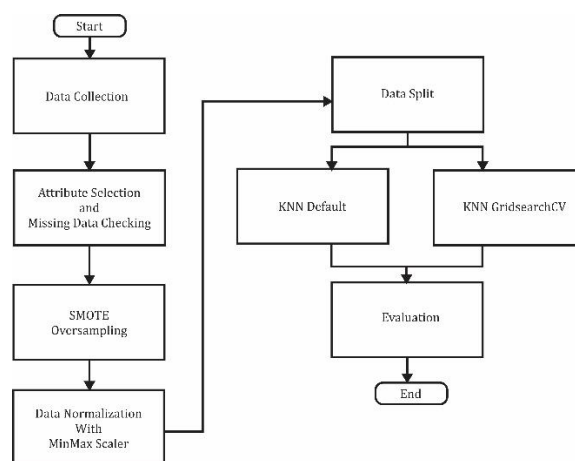 Start
Data Collection
Attribute Selection
and
Missing Data Checking
SMOTE
Oversampling
Data Normalization
With
MinMax Scaler
Data Split
KNN Default
KNN GridsearchCV
Evaluation
End